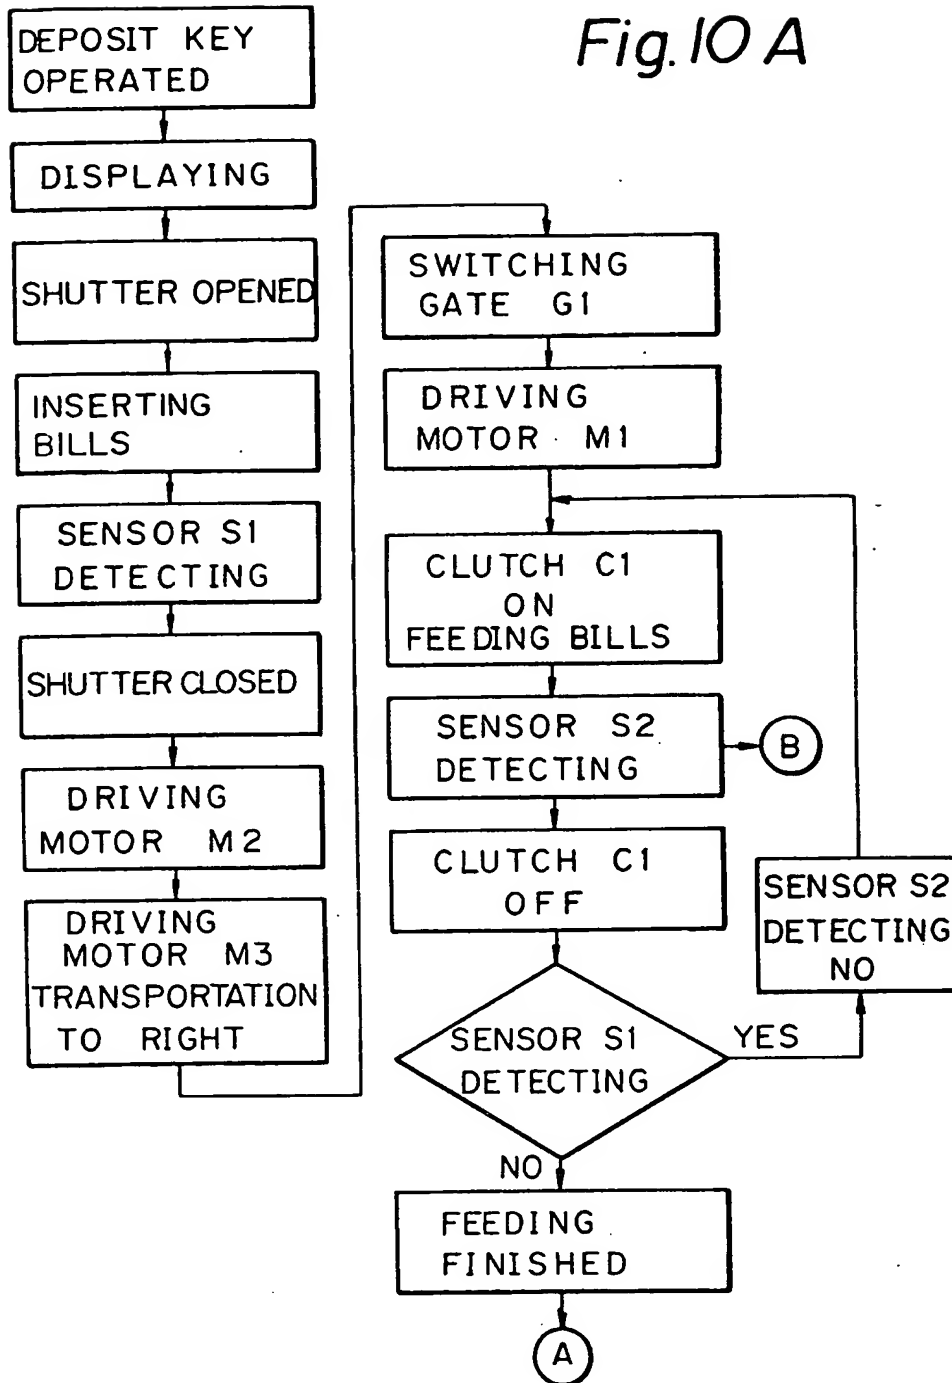 Fig. 10 A
DEPOSIT KEY
OPERATED
DISPLAYING
SHUTTER OPENED
INSERTING
BILLS
SENSOR S1
DETECTING
SHUTTER CLOSED
DRIVING
MOTOR M2
DRIVING
MOTOR M3
TRANSPORTATION
TO RIGHT
SWITCHING
GATE G1
DRIVING
MOTOR M1
CLUTCH C1
ON
FEEDING BILLS
SENSOR S2
DETECTING
B
CLUTCH C1
OFF
SENSOR S1
DETECTING
YES
SENSOR S2
DETECTING
NO
NO
FEEDING
FINISHED
A